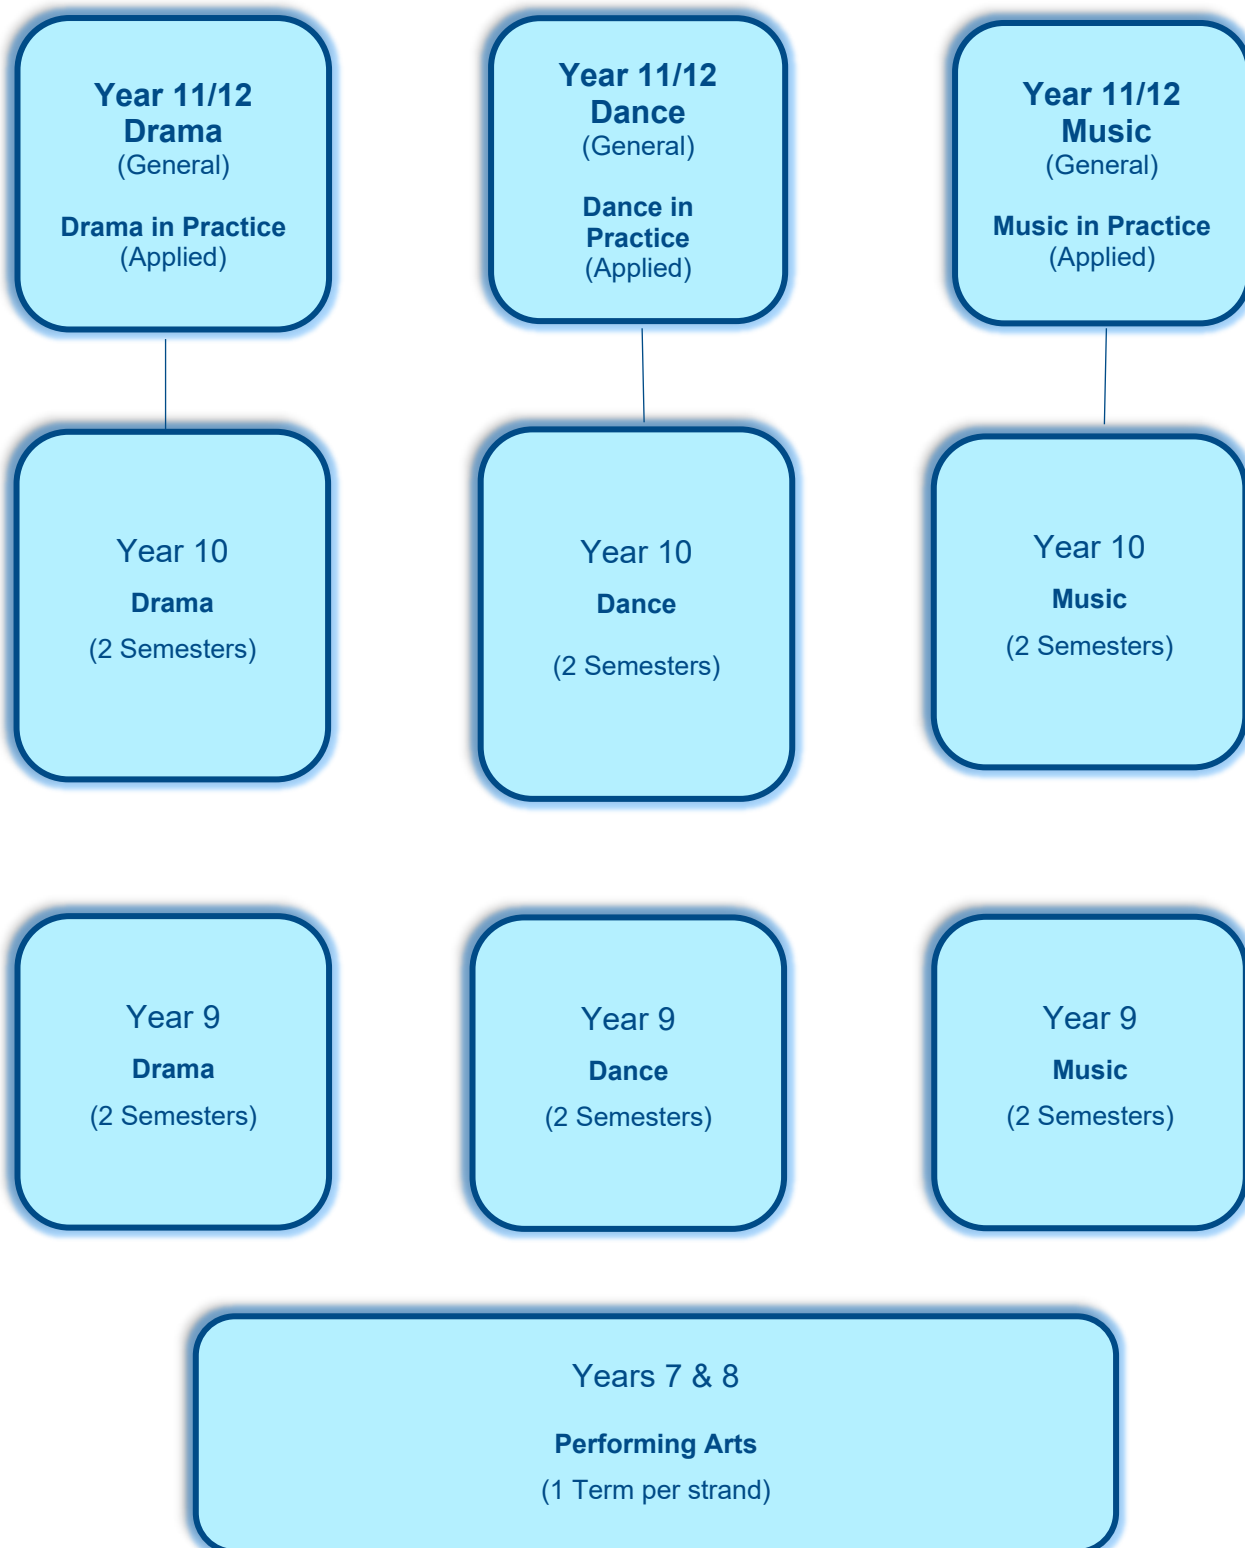 Year 11/12
Drama
(General)
Drama in Practice
(Applied)
Year 11/12
Dance
(General)
Dance in
Practice
(Applied)
Year 11/12
Music
(General)
Music in Practice
(Applied)
Year 10
Drama
(2 Semesters)
Year 10
Dance
(2 Semesters)
Year 10
Music
(2 Semesters)
Year 9
Drama
(2 Semesters)
Year 9
Dance
(2 Semesters)
Year 9
Music
(2 Semesters)
Years 7 & 8
Performing Arts
(1 Term per strand)